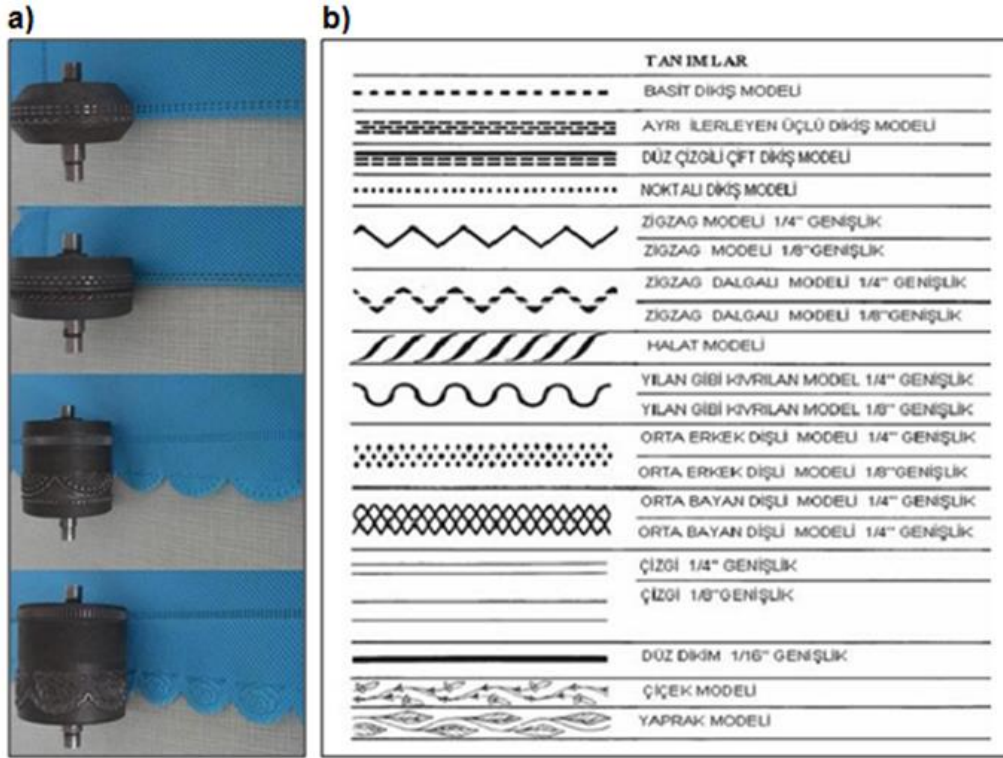 a)
b)
TANIMLAR
BASİT DİKİŞ MODELİ
AYRI İLERLEYEN ÜÇLÜ DİKİŞ MODELİ
DÜZ ÇİZGİLİ ÇİFT DİKİŞ MODELİ
NOKTALI DİKİŞ MODELİ
ZİGZAG MODELİ 1/4" GENİŞLİK
ZİGZAG MODELİ 1/8"GENİŞLİK
ZİGZAG DALGALI MODELİ 1/4" GENİŞLİK
ZİGZAG DALGALI MODELİ 1/8"GENİŞLİK
HALAT MODELİ
YILAN GİBİ KIVRILAN MODEL 1/4" GENİŞLİK
YILAN GİBİ KIVRILAN MODEL 1/8" GENİŞLİK
ORTA ERKEK DİŞLİ MODELİ 1/4" GENİŞLİK
ORTA ERKEK DİŞLİ MODELİ 1/8"GENİŞLİK
ORTA BAYAN DİŞLİ MODELİ 1/4" GENİŞLİK
ORTA BAYAN DİŞLİ MODELİ 1/4" GENİŞLİK
ÇİZGİ 1/4" GENİŞLİK
ÇİZGİ 1/8"GENİŞLİK
DÜZ DİKİM 1/16" GENİŞLİK
ÇİÇEK MODELİ
YAPRAK MODELİ